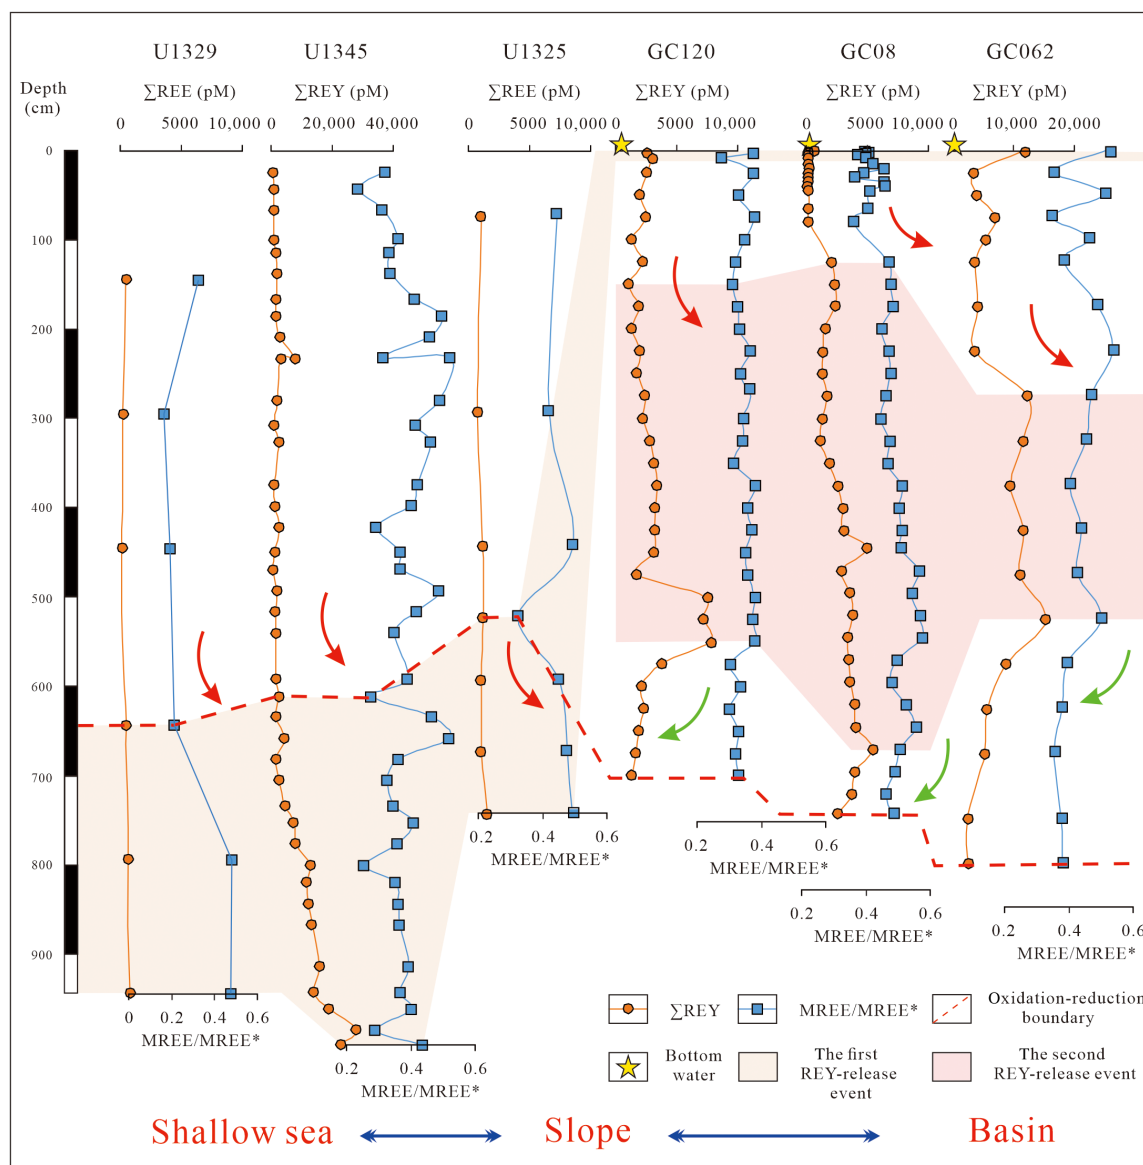 U1329 U1345 U1325 GC120 GC08 GC062
Depth (cm)
∑REE (pM) ∑REY (pM) ∑REE (pM) ∑REY (pM) ∑REY (pM) ∑REY (pM)
0 5000 10,000 0 20,000 40,000 0 5000 10,000 0 5000 10,000 0 5000 10,000 0 10,000 20,000
0
100
200
300
400
500
600
700
800
900
0.2 0.4 0.6
MREE/MREE*
0.2 0.4 0.6
MREE/MREE*
0.2 0.4 0.6
MREE/MREE*
0.2 0.4 0.6
MREE/MREE*
0 0.2 0.4 0.6
MREE/MREE*
0.2 0.4 0.6
MREE/MREE*
∑REY
MREE/MREE*
Oxidation-reduction
boundary
Bottom
water
The first
REY-release
event
The second
REY-release event
Shallow sea Slope Basin